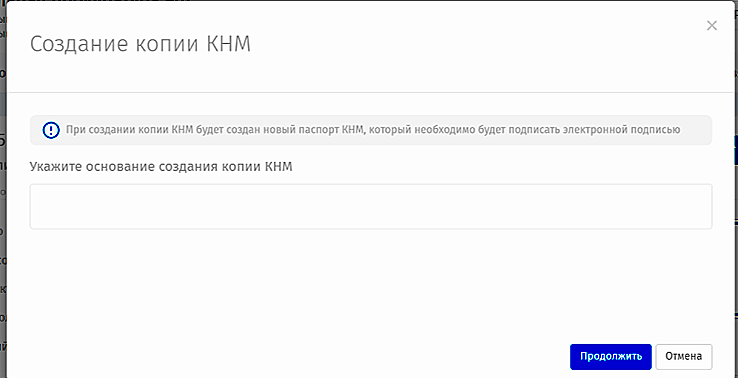 Создание копии КНМ
При создании копии КНМ будет создан новый паспорт КНМ, который необходимо будет подписать электронной подписью
Укажите основание создания копии КНМ
Продолжить
Отмена